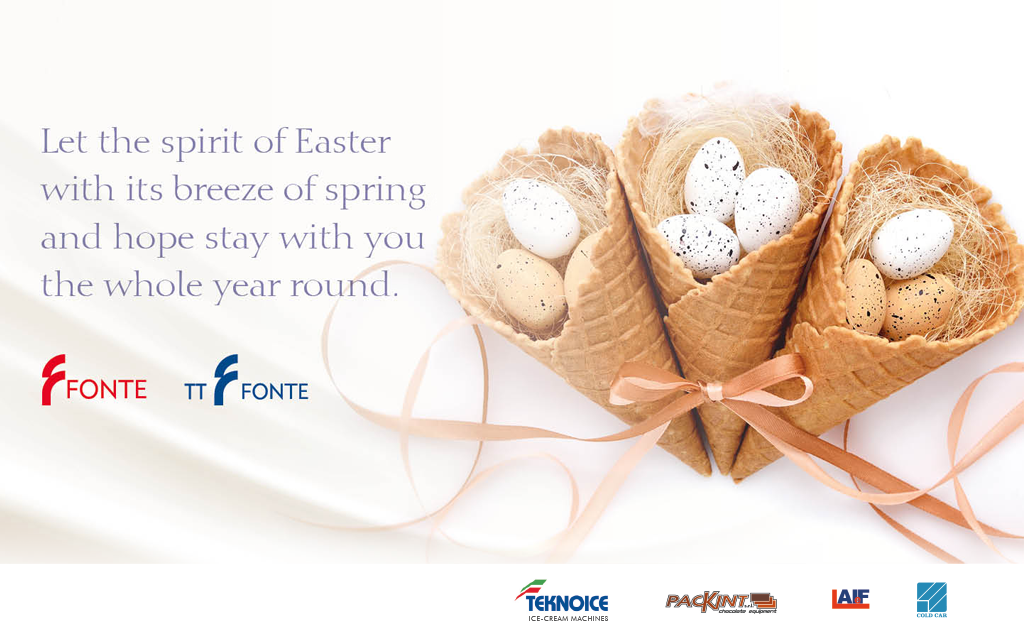 Let the spirit of Easter
with its breeze of spring
and hope stay with you
the whole year round.
FONTE
TT FONTE
TEKNOICE
ICE-CREAM MACHINES
PACKINT s.r.l.
chocolate equipment
LAIF
COLD CAR